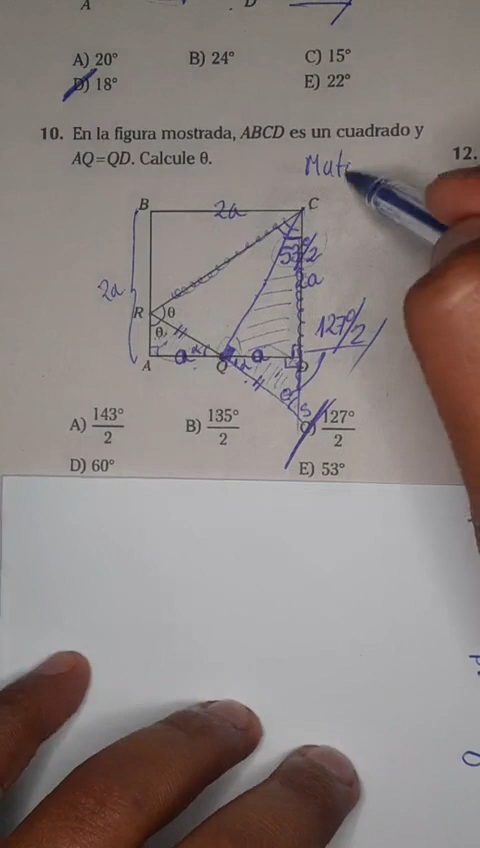 A
A) 20° B) 24° C) 15°
D) 18° E) 22°
10. En la figura mostrada, ABCD es un cuadrado y
AQ=QD. Calcule θ.
12.
B 2a C
53°/2
2a
2a
R θ
θ
127°/2
A a Q a
S
A) 143°/2 B) 135°/2 C) 127°/2
D) 60° E) 53°